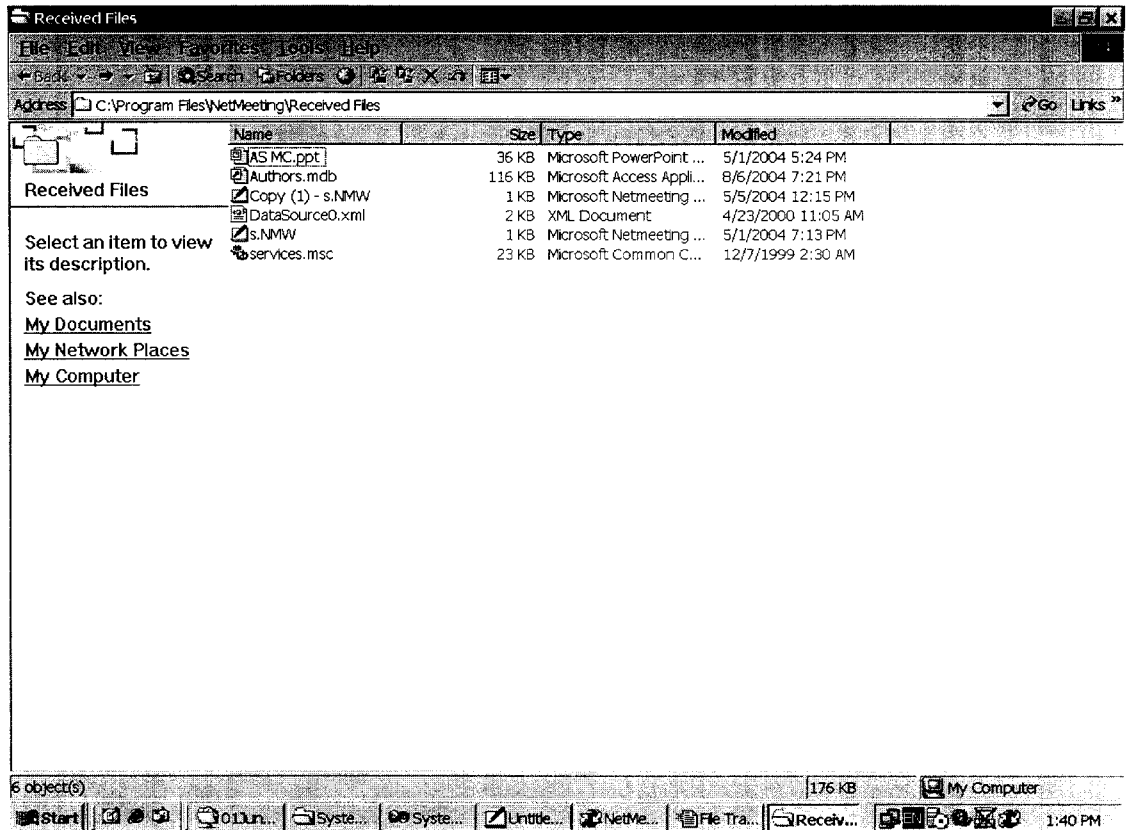 Received Files
File Edit View Favorites Tools Help
Back Search Folders
Address C:\Program Files\NetMeeting\Received Files Go Links »
Name Size Type Modified
AS MC.ppt 36 KB Microsoft PowerPoint ... 5/1/2004 5:24 PM
Authors.mdb 116 KB Microsoft Access Appli... 8/6/2004 7:21 PM
Copy (1) - s.NMW 1 KB Microsoft Netmeeting ... 5/5/2004 12:15 PM
DataSource0.xml 2 KB XML Document 4/23/2000 11:05 AM
s.NMW 1 KB Microsoft Netmeeting ... 5/1/2004 7:13 PM
services.msc 23 KB Microsoft Common C... 12/7/1999 2:30 AM
Received Files
Select an item to view
its description.
See also:
My Documents
My Network Places
My Computer
6 object(s) 176 KB My Computer
Start Syste... Syste... Untitle... NetMe... File Tra... Receiv... EN 1:40 PM